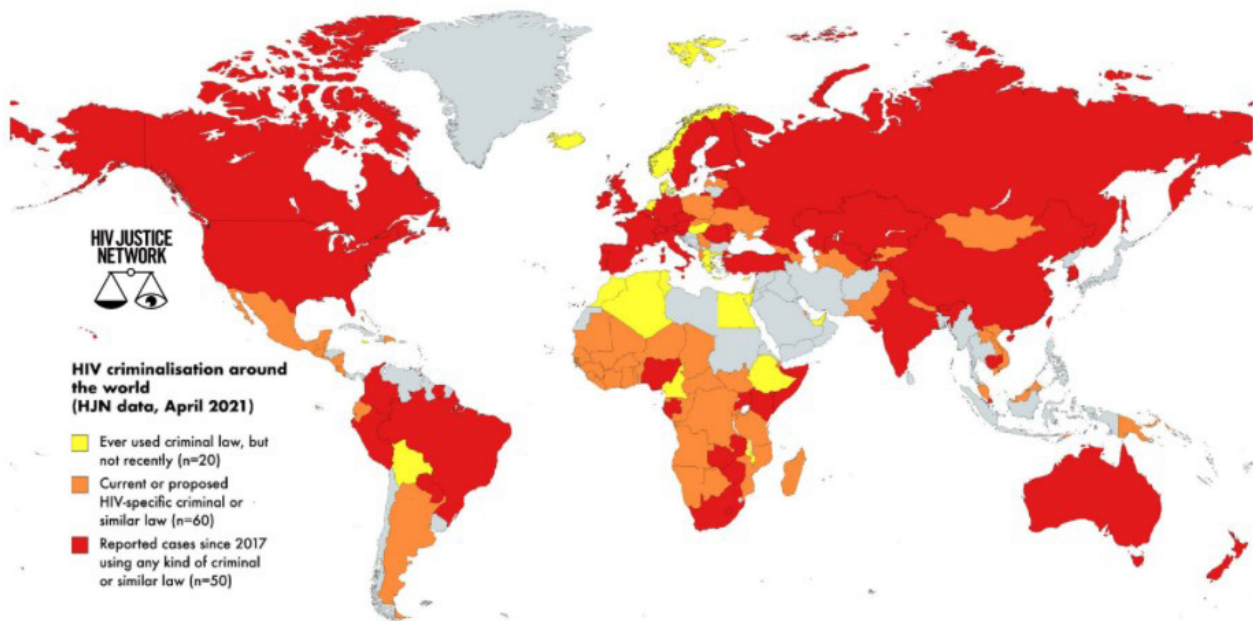 HIV JUSTICE
NETWORK
HIV criminalisation around
the world
(HJN data, April 2021)
Ever used criminal law, but
not recently (n=20)
Current or proposed
HIV-specific criminal or
similar law (n=60)
Reported cases since 2017
using any kind of criminal
or similar law (n=50)